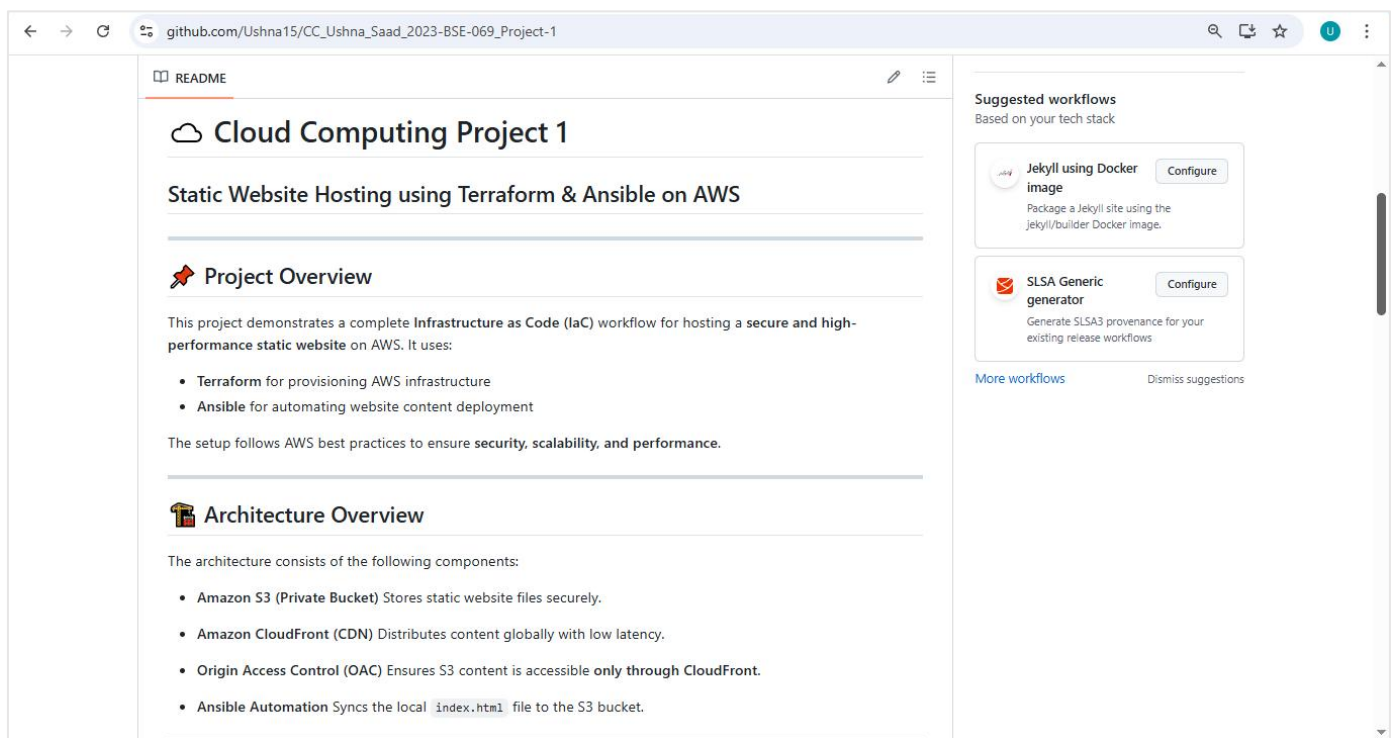 github.com/Ushna15/CC_Ushna_Saad_2023-BSE-069_Project-1
U
README
Cloud Computing Project 1
Static Website Hosting using Terraform & Ansible on AWS
Project Overview
This project demonstrates a complete Infrastructure as Code (IaC) workflow for hosting a secure and high-
performance static website on AWS. It uses:
• Terraform for provisioning AWS infrastructure
• Ansible for automating website content deployment
The setup follows AWS best practices to ensure security, scalability, and performance.
Architecture Overview
The architecture consists of the following components:
• Amazon S3 (Private Bucket) Stores static website files securely.
• Amazon CloudFront (CDN) Distributes content globally with low latency.
• Origin Access Control (OAC) Ensures S3 content is accessible only through CloudFront.
• Ansible Automation Syncs the local index.html file to the S3 bucket.
Suggested workflows
Based on your tech stack
Jekyll using Docker
image
Configure
Package a Jekyll site using the
jekyll/builder Docker image.
SLSA Generic
generator
Configure
Generate SLSA3 provenance for your
existing release workflows
More workflows
Dismiss suggestions